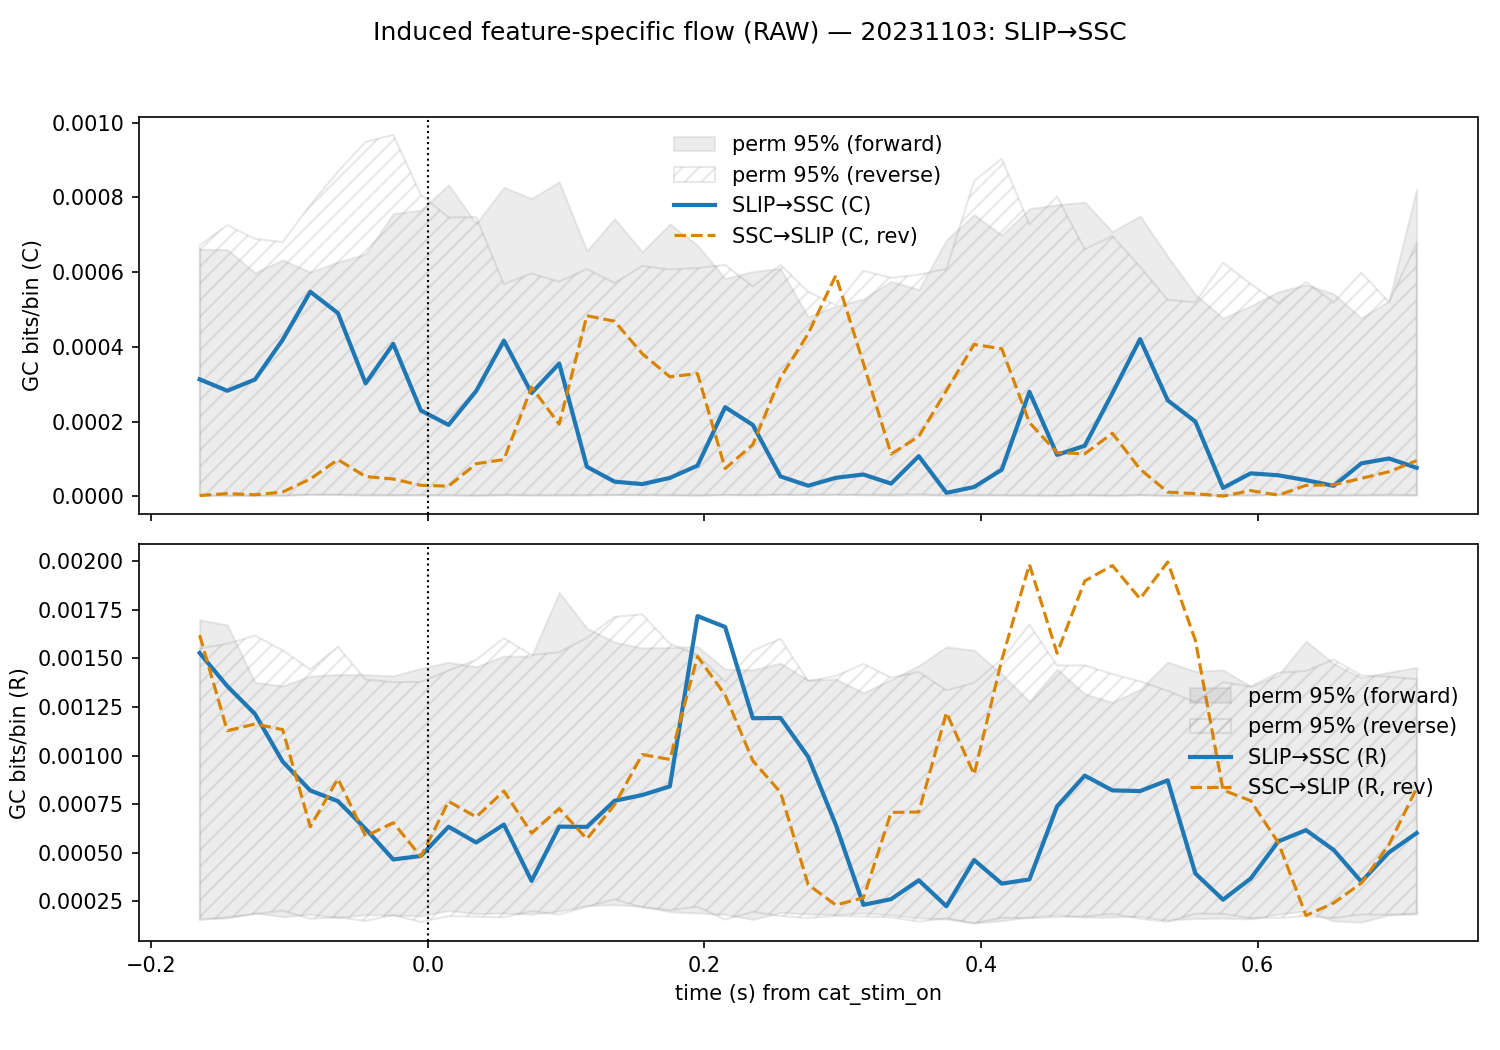 Induced feature-specific flow (RAW) — 20231103: SLIP→SSC
GC bits/bin (C)
0.0010
0.0008
0.0006
0.0004
0.0002
0.0000
perm 95% (forward)
perm 95% (reverse)
SLIP→SSC (C)
SSC→SLIP (C, rev)
GC bits/bin (R)
0.00200
0.00175
0.00150
0.00125
0.00100
0.00075
0.00050
0.00025
perm 95% (forward)
perm 95% (reverse)
SLIP→SSC (R)
SSC→SLIP (R, rev)
−0.2 0.0 0.2 0.4 0.6
time (s) from cat_stim_on